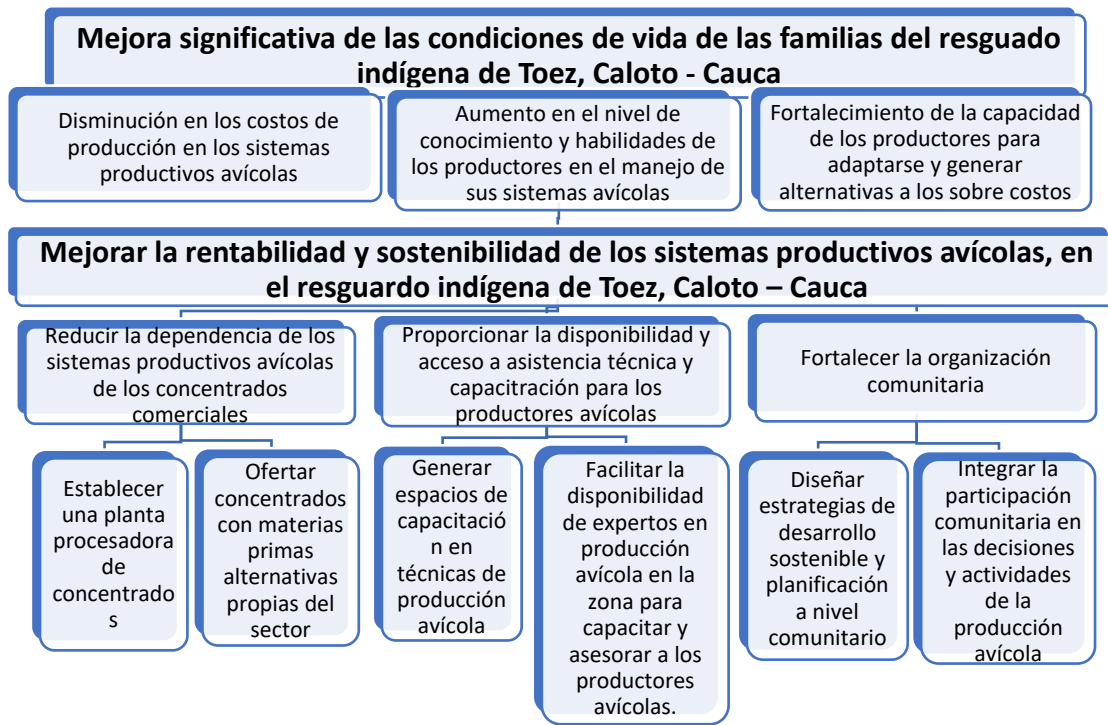 Mejora significativa de las condiciones de vida de las familias del resguado
indígena de Toez, Caloto - Cauca
Disminución en los costos de
producción en los sistemas
productivos avícolas
Aumento en el nivel de
conocimiento y habilidades de
los productores en el manejo de
sus sistemas avícolas
Fortalecimiento de la capacidad
de los productores para
adaptarse y generar
alternativas a los sobre costos
Mejorar la rentabilidad y sostenibilidad de los sistemas productivos avícolas, en
el resguardo indígena de Toez, Caloto – Cauca
Reducir la dependencia de los
sistemas productivos avícolas
de los concentrados
comerciales
Proporcionar la disponibilidad y
acceso a asistencia técnica y
capacitración para los
productores avícolas
Fortalecer la organización
comunitaria
Establecer
una planta
procesadora
de
concentrado
s
Ofertar
concentrados
con materias
primas
alternativas
propias del
sector
Generar
espacios de
capacitació
n en
técnicas de
producción
avícola
Facilitar la
disponibilidad
de expertos en
producción
avícola en la
zona para
capacitar y
asesorar a los
productores
avícolas.
Diseñar
estrategias de
desarrollo
sostenible y
planificación
a nivel
comunitario
Integrar la
participación
comunitaria en
las decisiones
y actividades
de la
producción
avícola